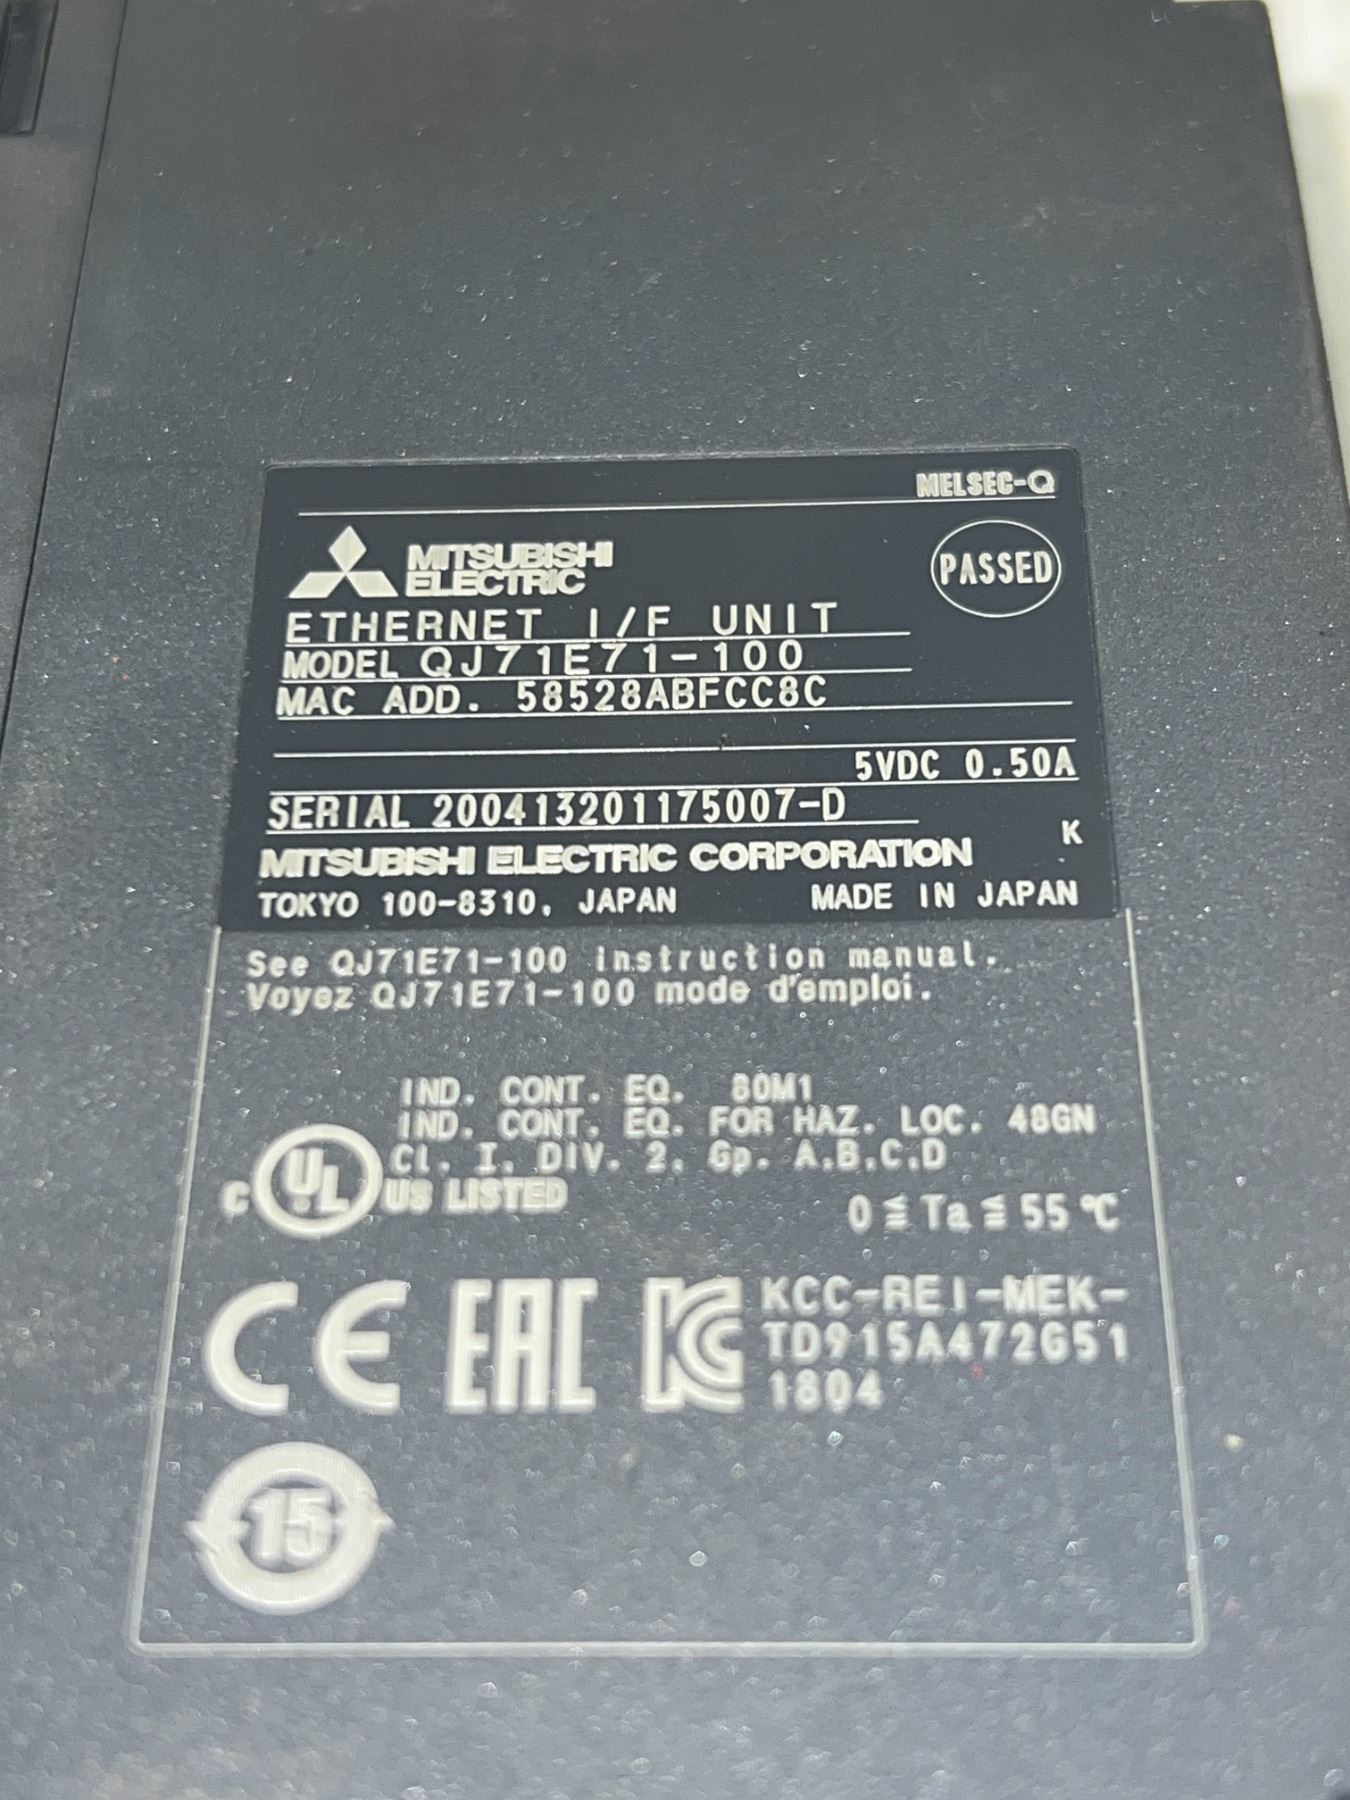 MELSEC-Q
MITSUBISHI
ELECTRIC
PASSED
ETHERNET I/F UNIT
MODEL QJ71E71-100
MAC ADD. 58528ABFCC8C
5VDC 0.50A
SERIAL 200413201175007-D
K
MITSUBISHI ELECTRIC CORPORATION
TOKYO 100-8310, JAPAN MADE IN JAPAN
See QJ71E71-100 instruction manual.
Voyez QJ71E71-100 mode d'emploi.
IND. CONT. EQ. 80M1
IND. CONT. EQ. FOR HAZ. LOC. 48GN
Cl. I, DIV. 2, Gp. A,B,C,D
C UL US LISTED
0 ≦ Ta ≦ 55 ℃
CE EAC KC KCC-REI-MEK-
TD915A472G51
1804
15